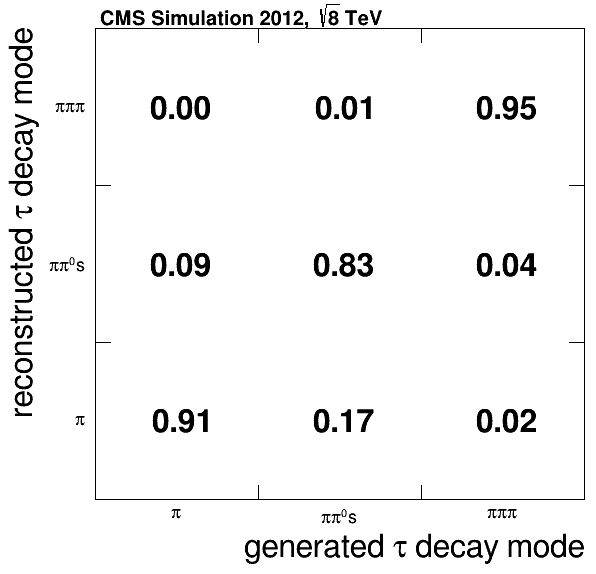 CMS Simulation 2012, √8 TeV
reconstructed τ decay mode
πππ 0.00 0.01 0.95
ππ⁰s 0.09 0.83 0.04
π 0.91 0.17 0.02
π ππ⁰s πππ
generated τ decay mode